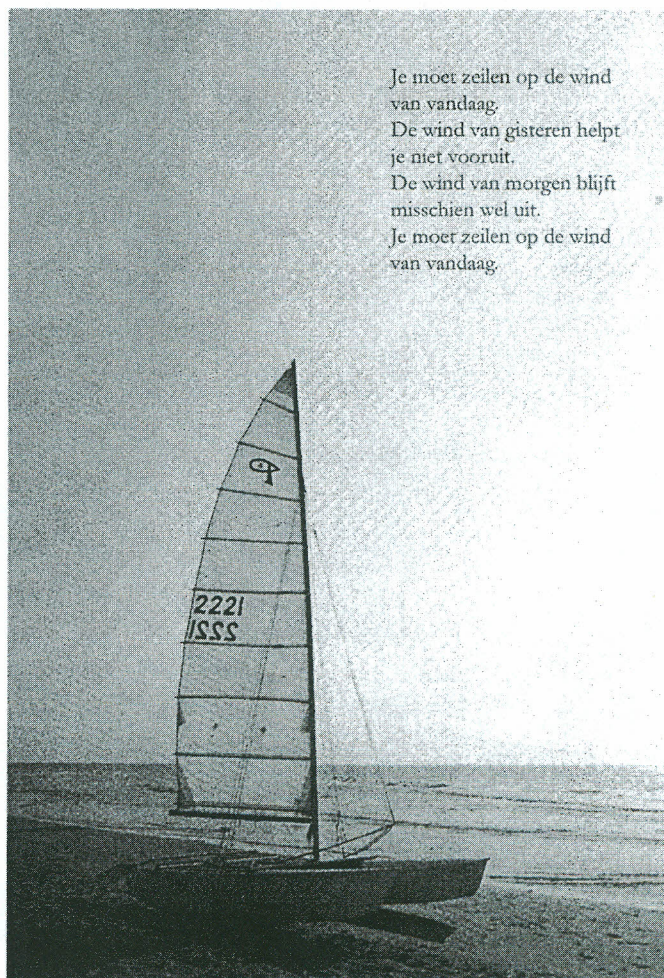 Je moet zeilen op de wind
van vandaag.
De wind van gisteren helpt
je niet vooruit.
De wind van morgen blijft
misschien wel uit.
Je moet zeilen op de wind
van vandaag.
2221
2221